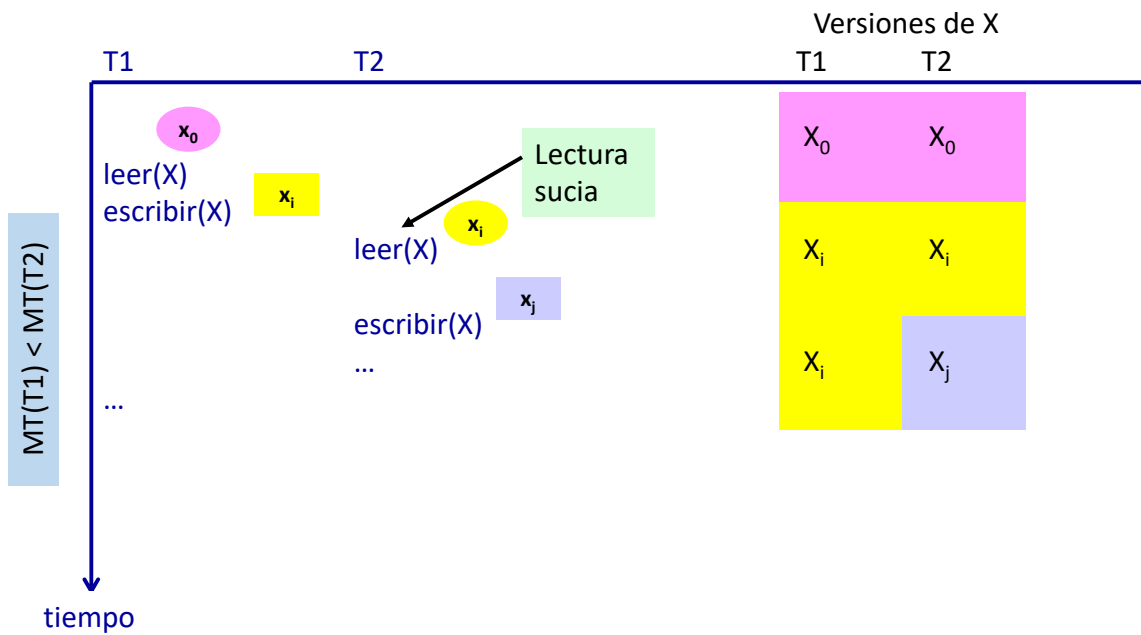 Versiones de X
T1 T2 T1 T2
x₀
X₀ X₀
leer(X)
Lectura
sucia
escribir(X) xᵢ
xᵢ
leer(X)
Xᵢ Xᵢ
xⱼ
escribir(X)
...
Xᵢ Xⱼ
...
MT(T1) < MT(T2)
tiempo